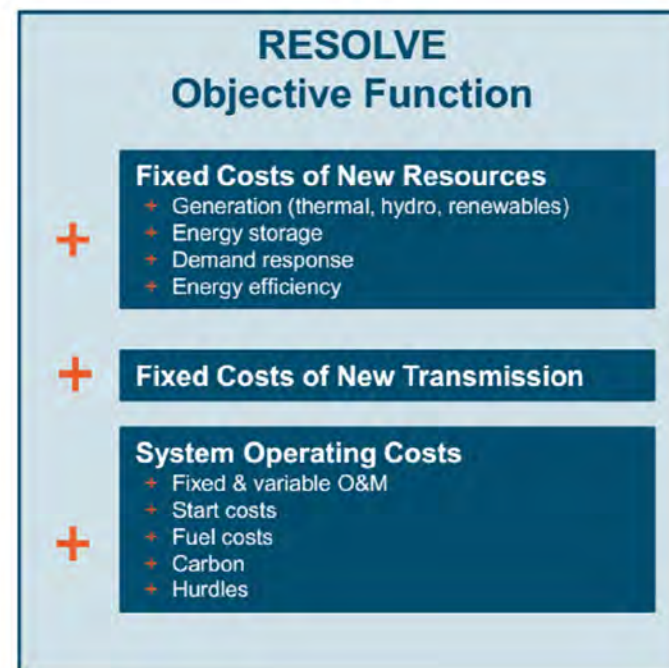 RESOLVE
Objective Function
+
Fixed Costs of New Resources
+ Generation (thermal, hydro, renewables)
+ Energy storage
+ Demand response
+ Energy efficiency
+
Fixed Costs of New Transmission
+
System Operating Costs
+ Fixed & variable O&M
+ Start costs
+ Fuel costs
+ Carbon
+ Hurdles